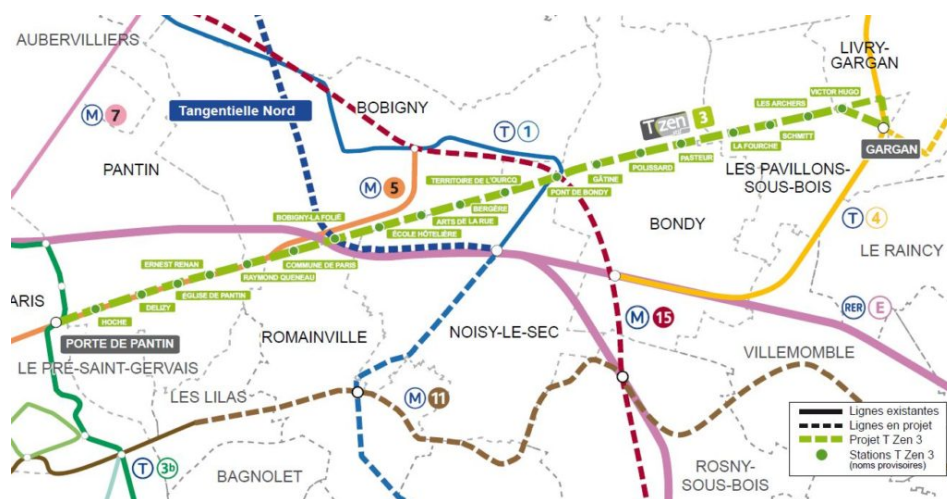 AUBERVILLIERS
LIVRY-
GARGAN
VICTOR HUGO
LES ARCHERS
SCHMITT
LA FOURCHE
PASTEUR
POLISSARD
GÂTINE
PONT DE BONDY
GARGAN
Tangentielle Nord
BOBIGNY
T zen 3
T 1
M 7
PANTIN
M 5
TERRITOIRE DE L'OURCQ
BERGÈRE
ARTS DE LA RUE
ÉCOLE HÔTELIÈRE
BOBIGNY-LA FOLIE
COMMUNE DE PARIS
RAYMOND QUENEAU
ERNEST RENAN
ÉGLISE DE PANTIN
DELIZY
HOCHE
LES PAVILLONS-
SOUS-BOIS
BONDY
T 4
LE RAINCY
RER E
ARIS
PORTE DE PANTIN
ROMAINVILLE
NOISY-LE-SEC
M 15
LE PRÉ-SAINT-GERVAIS
VILLEMOMBLE
LES LILAS
M 11
T 3b
BAGNOLET
ROSNY-
SOUS-BOIS
Lignes existantes
Lignes en projet
Projet T Zen 3
Stations T Zen 3
(noms provisoires)